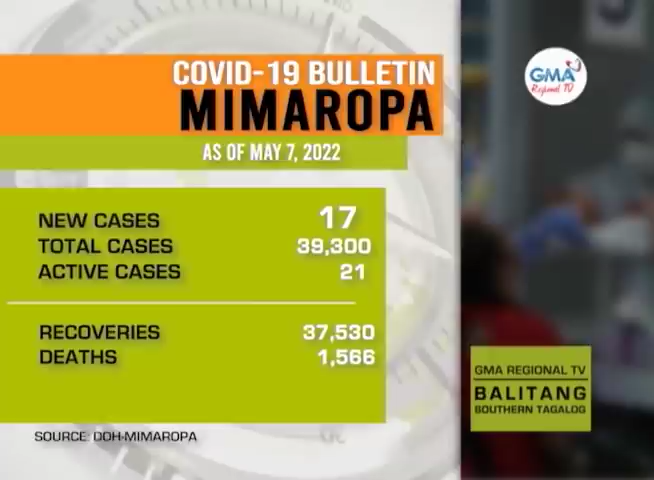 COVID-19 BULLETIN
MIMAROPA
AS OF MAY 7, 2022
GMA
Regional TV
NEW CASES 17
TOTAL CASES 39,300
ACTIVE CASES 21
RECOVERIES 37,530
DEATHS 1,566
SOURCE: DOH-MIMAROPA
GMA REGIONAL TV
BALITANG
SOUTHERN TAGALOG